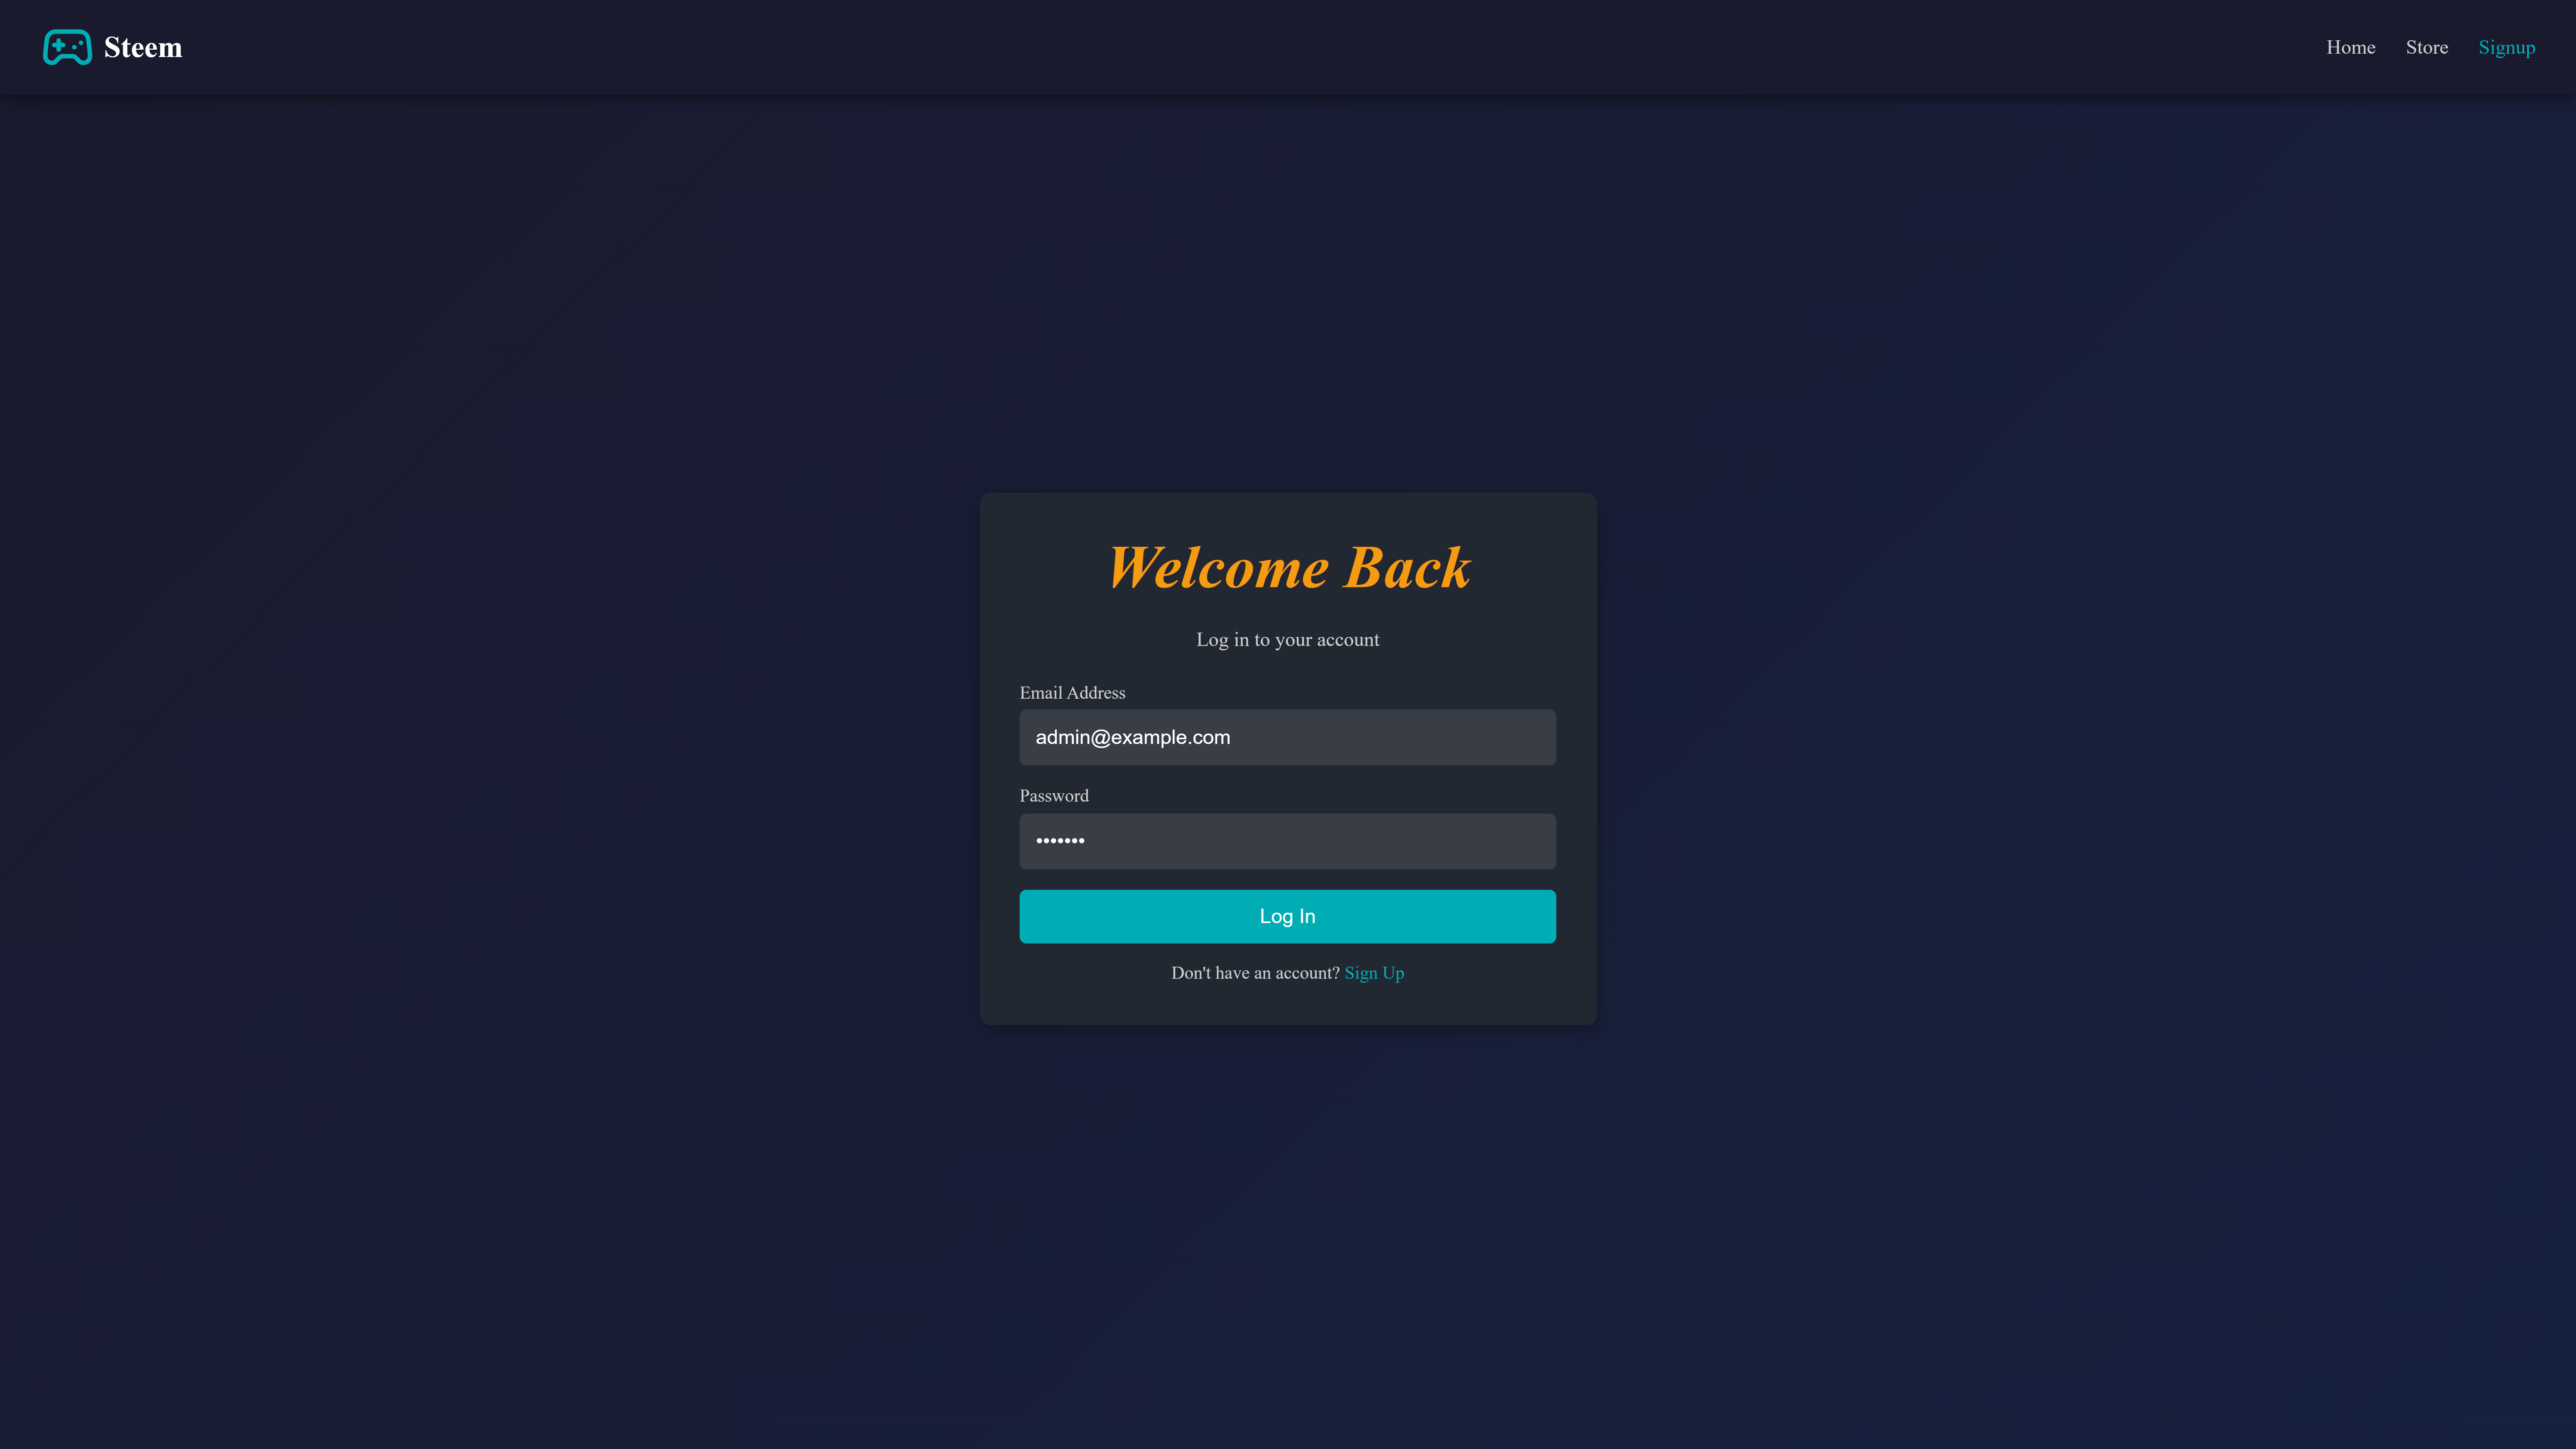 Steem
Home Store Signup
Welcome Back
Log in to your account
Email Address
admin@example.com
Password
•••••••
Log In
Don't have an account? Sign Up